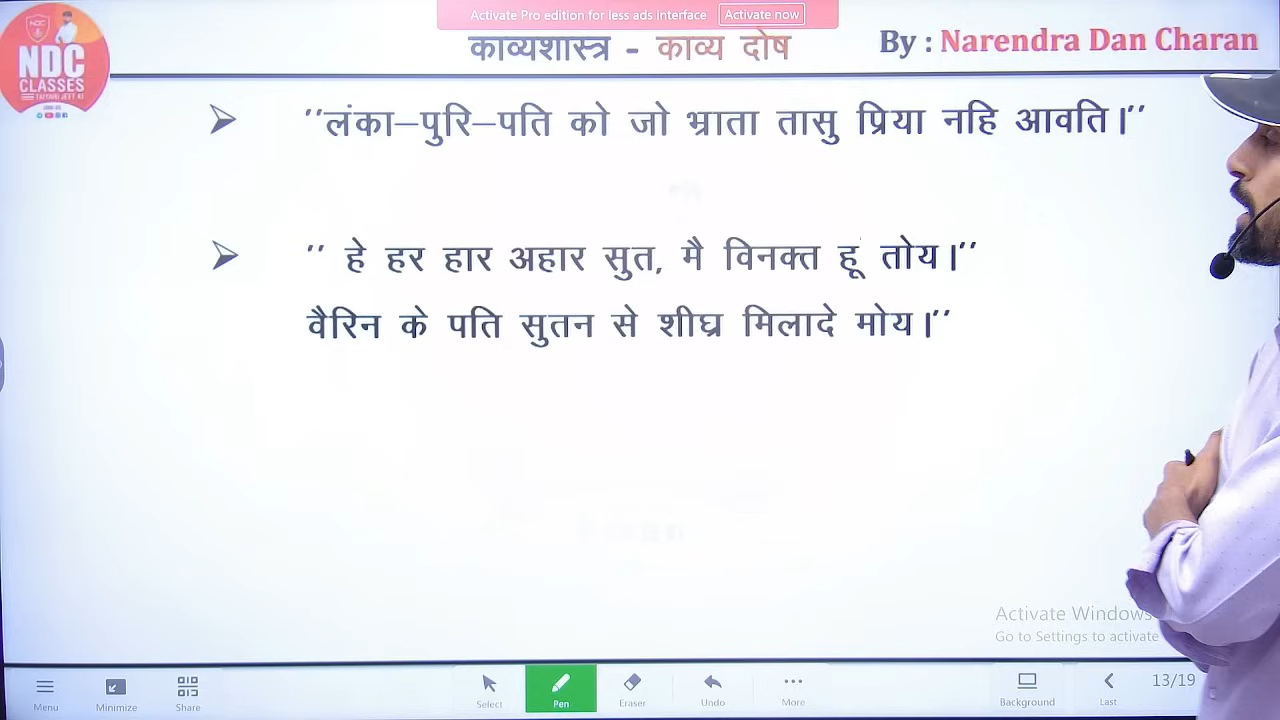 Activate Pro edition for less ads interface Activate now
NDC
NDC
CLASSES
काव्यशास्त्र - काव्य दोष
By : Narendra Dan Charan
➢ ''लंका–पुरि–पति को जो भ्राता तासु प्रिया नहि आवति।''
➢ '' हे हर हार अहार सुत, मै विनक्त हू तोय।''
वैरिन के पति सुतन से शीघ्र मिलादे मोय।''
Activate Windows
Go to Settings to activate
Menu Minimize Share Select Pen Eraser Undo More Background Last 13/19